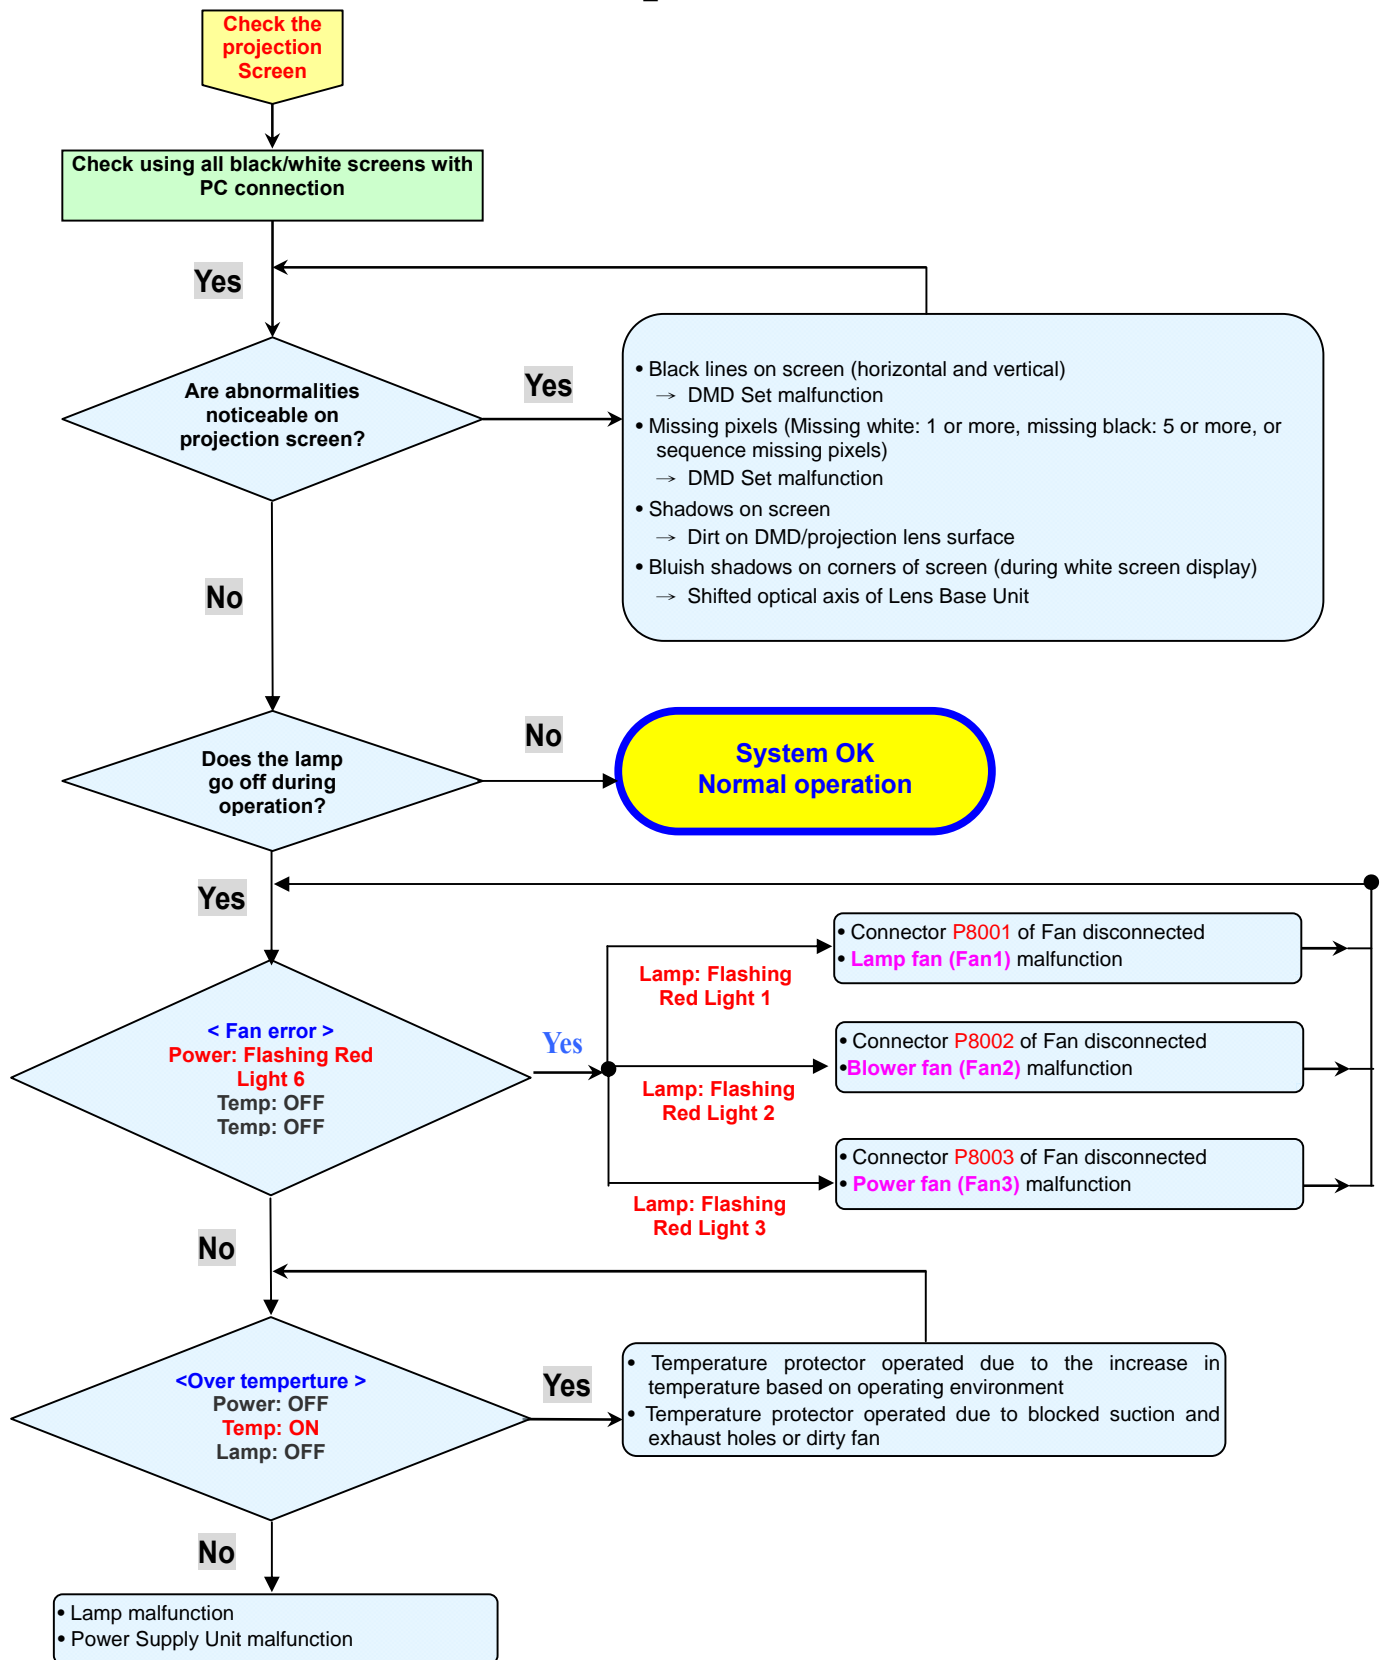 Check the
projection
Screen
Check using all black/white screens with
PC connection
Yes
Are abnormalities
noticeable on
projection screen?
Yes
• Black lines on screen (horizontal and vertical)
→ DMD Set malfunction
• Missing pixels (Missing white: 1 or more, missing black: 5 or more, or
sequence missing pixels)
→ DMD Set malfunction
• Shadows on screen
→ Dirt on DMD/projection lens surface
• Bluish shadows on corners of screen (during white screen display)
→ Shifted optical axis of Lens Base Unit
No
Does the lamp
go off during
operation?
No
System OK
Normal operation
Yes
< Fan error >
Power: Flashing Red
Light 6
Temp: OFF
Temp: OFF
Yes
Lamp: Flashing
Red Light 1
• Connector P8001 of Fan disconnected
• Lamp fan (Fan1) malfunction
Lamp: Flashing
Red Light 2
• Connector P8002 of Fan disconnected
•Blower fan (Fan2) malfunction
Lamp: Flashing
Red Light 3
• Connector P8003 of Fan disconnected
• Power fan (Fan3) malfunction
No
<Over temperture >
Power: OFF
Temp: ON
Lamp: OFF
Yes
• Temperature protector operated due to the increase in
temperature based on operating environment
• Temperature protector operated due to blocked suction and
exhaust holes or dirty fan
No
• Lamp malfunction
• Power Supply Unit malfunction